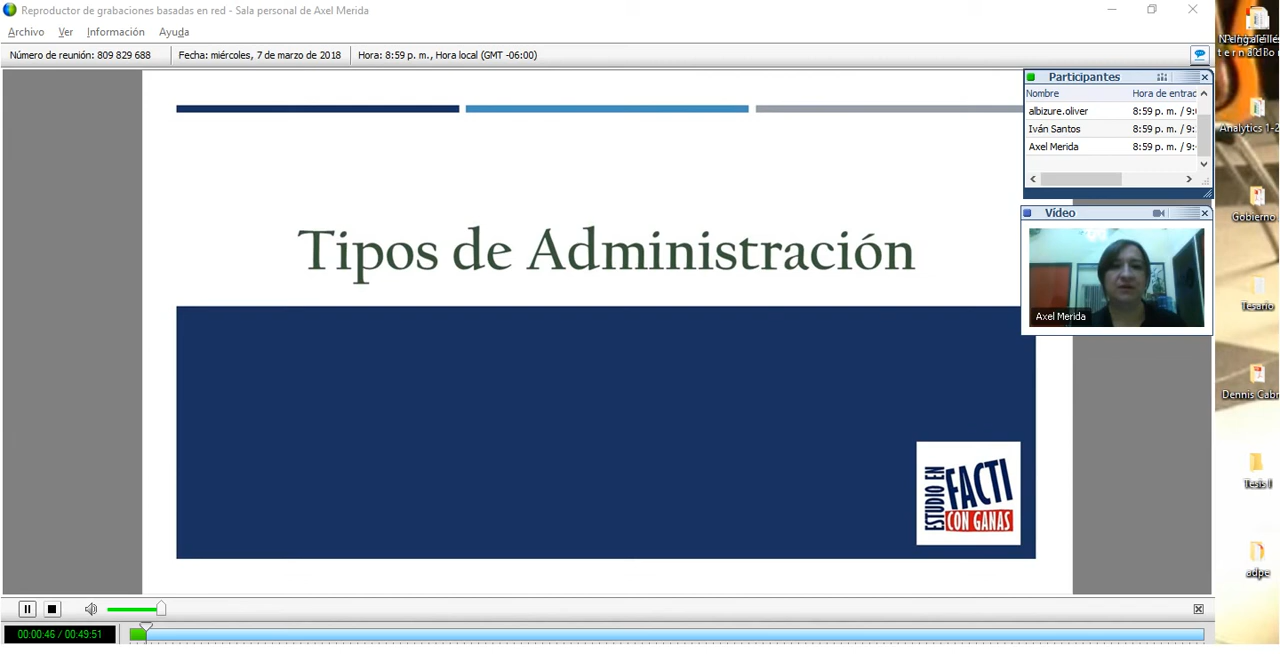 Reproductor de grabaciones basadas en red - Sala personal de Axel Merida
Archivo Ver Información Ayuda
Número de reunión: 809 829 688 Fecha: miércoles, 7 de marzo de 2018 Hora: 8:59 p. m., Hora local (GMT -06:00)
Participantes
Nombre Hora de entrac
albizure.oliver 8:59 p. m. / 9:
Iván Santos 8:59 p. m. / 9:
Axel Merida 8:59 p. m. / 9:
Vídeo
Axel Merida
Tipos de Administración
ESTUDIO EN
FACTI
CON GANAS
Analytics 1-2
Gobierno
Tesario
Dennis Cabr
Tesis I
adpe
00:00:46 / 00:49:51